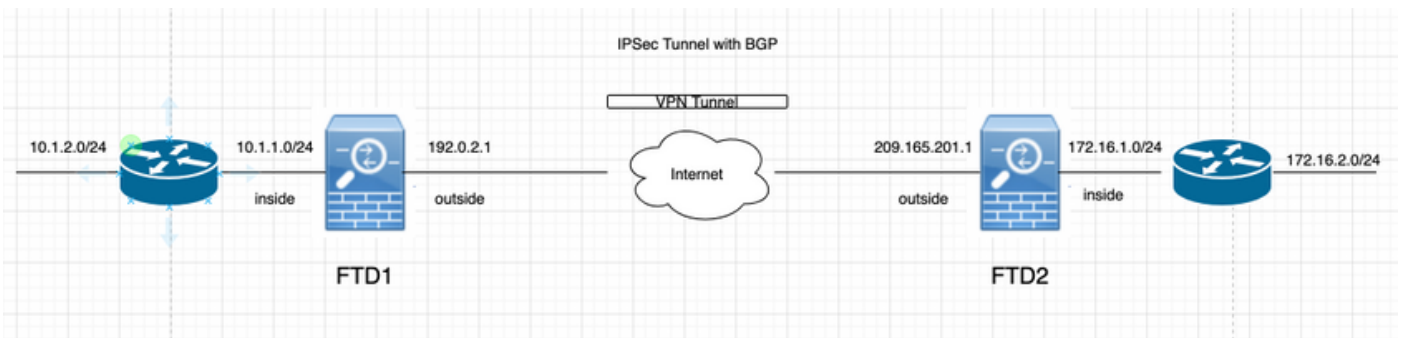 IPSec Tunnel with BGP
VPN Tunnel
10.1.2.0/24
10.1.1.0/24
192.0.2.1
Internet
209.165.201.1
172.16.1.0/24
172.16.2.0/24
inside
outside
outside
inside
FTD1
FTD2